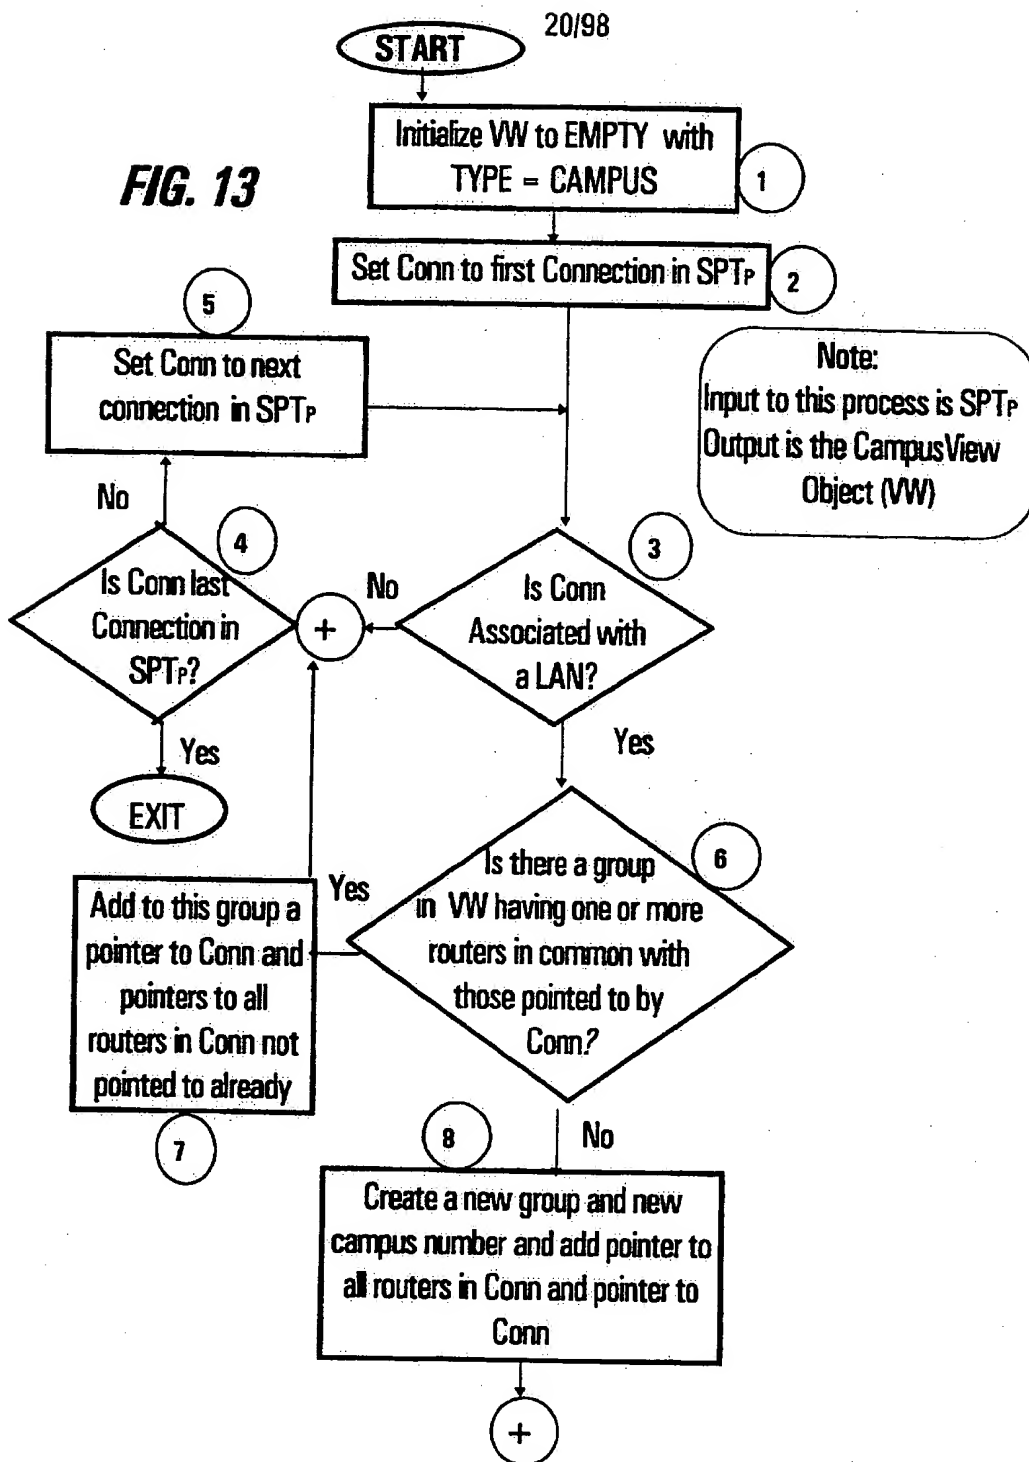 20/98
START
FIG. 13
Initialize VW to EMPTY with
TYPE = CAMPUS
1
Set Conn to first Connection in SPTP
2
5
Set Conn to next
connection in SPTP
Note:
Input to this process is SPTP
Output is the CampusView
Object (VW)
No
4
Is Conn last
Connection in
SPTP?
Yes
EXIT
+
No
3
Is Conn
Associated with
a LAN?
Yes
6
Is there a group
in VW having one or more
routers in common with
those pointed to by
Conn?
Yes
Add to this group a
pointer to Conn and
pointers to all
routers in Conn not
pointed to already
7
No
8
Create a new group and new
campus number and add pointer to
all routers in Conn and pointer to
Conn
+